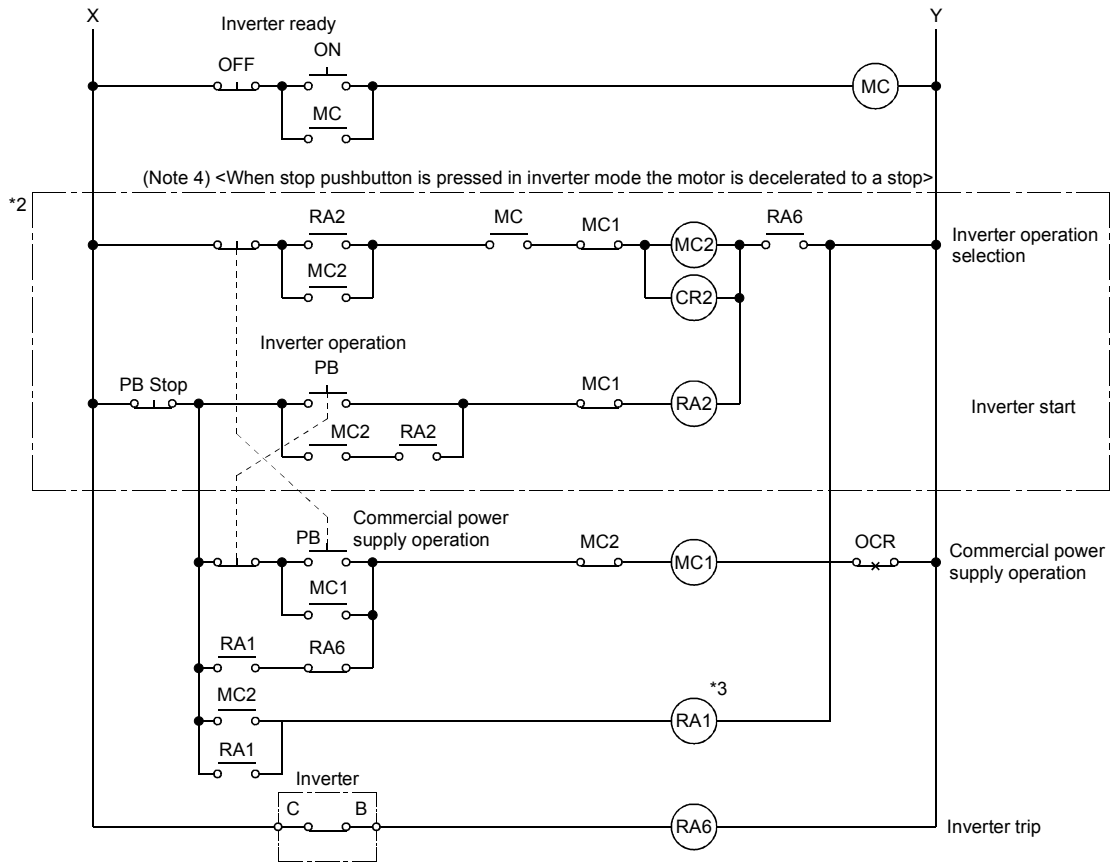 X
Y
Inverter ready
OFF
ON
MC
MC
(Note 4) <When stop pushbutton is pressed in inverter mode the motor is decelerated to a stop>
*2
RA2
MC
MC1
MC2
RA6
Inverter operation
selection
MC2
CR2
Inverter operation
PB Stop
PB
MC1
RA2
Inverter start
MC2
RA2
Commercial power
supply operation
PB
MC2
MC1
OCR
Commercial power
supply operation
MC1
RA1
RA6
MC2
*3
RA1
RA1
Inverter
C
B
RA6
Inverter trip